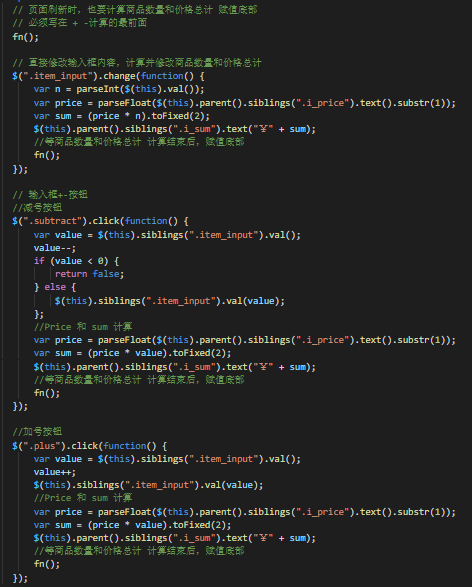 // 页面刷新时，也要计算商品数量和价格总计 赋值底部
// 必须写在 + -计算的最前面
fn();
// 直接修改输入框内容，计算并修改商品数量和价格总计
$(".item_input").change(function() {
var n = parseInt($(this).val());
var price = parseFloat($(this).parent().siblings(".i_price").text().substr(1));
var sum = (price * n).toFixed(2);
$(this).parent().siblings(".i_sum").text("￥" + sum);
//等商品数量和价格总计 计算结束后，赋值底部
fn();
});
// 输入框+-按钮
//减号按钮
$(".subtract").click(function() {
var value = $(this).siblings(".item_input").val();
value--;
if (value < 0) {
return false;
} else {
$(this).siblings(".item_input").val(value);
};
//Price 和 sum 计算
var price = parseFloat($(this).parent().siblings(".i_price").text().substr(1));
var sum = (price * value).toFixed(2);
$(this).parent().siblings(".i_sum").text("￥" + sum);
//等商品数量和价格总计 计算结束后，赋值底部
fn();
});
//加号按钮
$(".plus").click(function() {
var value = $(this).siblings(".item_input").val();
value++;
$(this).siblings(".item_input").val(value);
//Price 和 sum 计算
var price = parseFloat($(this).parent().siblings(".i_price").text().substr(1));
var sum = (price * value).toFixed(2);
$(this).parent().siblings(".i_sum").text("￥" + sum);
//等商品数量和价格总计 计算结束后，赋值底部
fn();
});